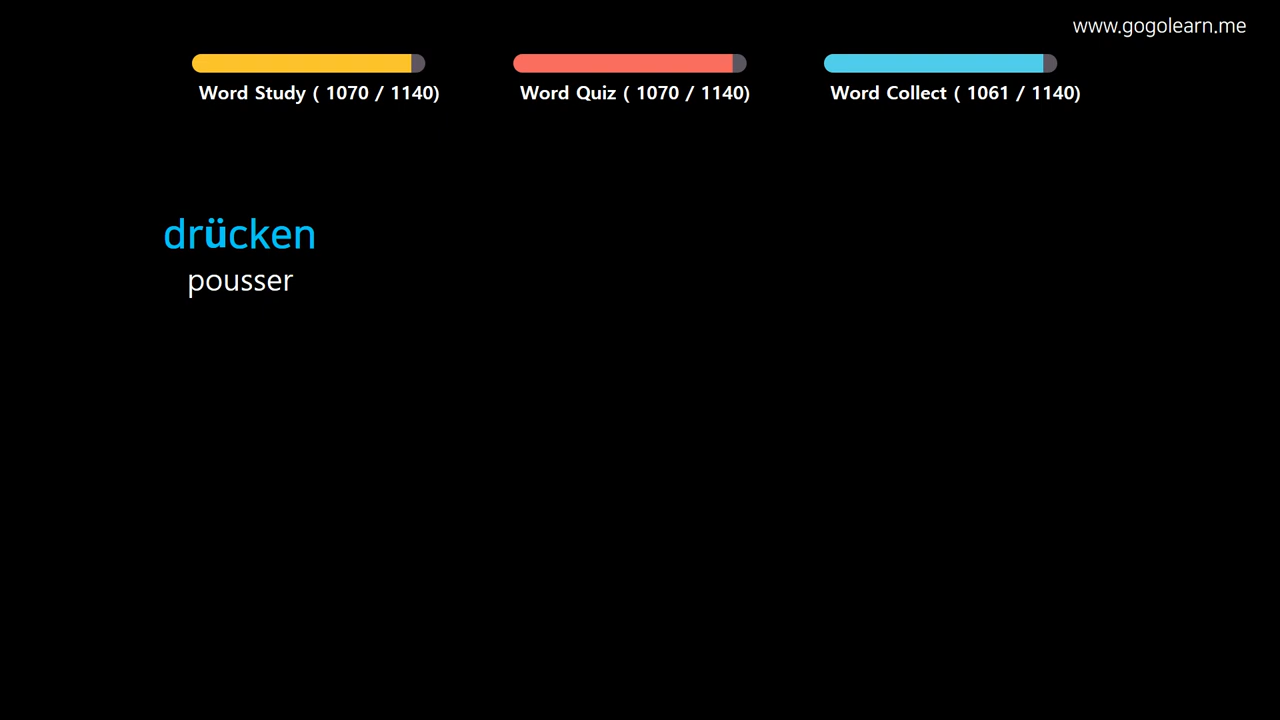 www.gogolearn.me
Word Study ( 1070 / 1140)
Word Quiz ( 1070 / 1140)
Word Collect ( 1061 / 1140)
drücken
pousser